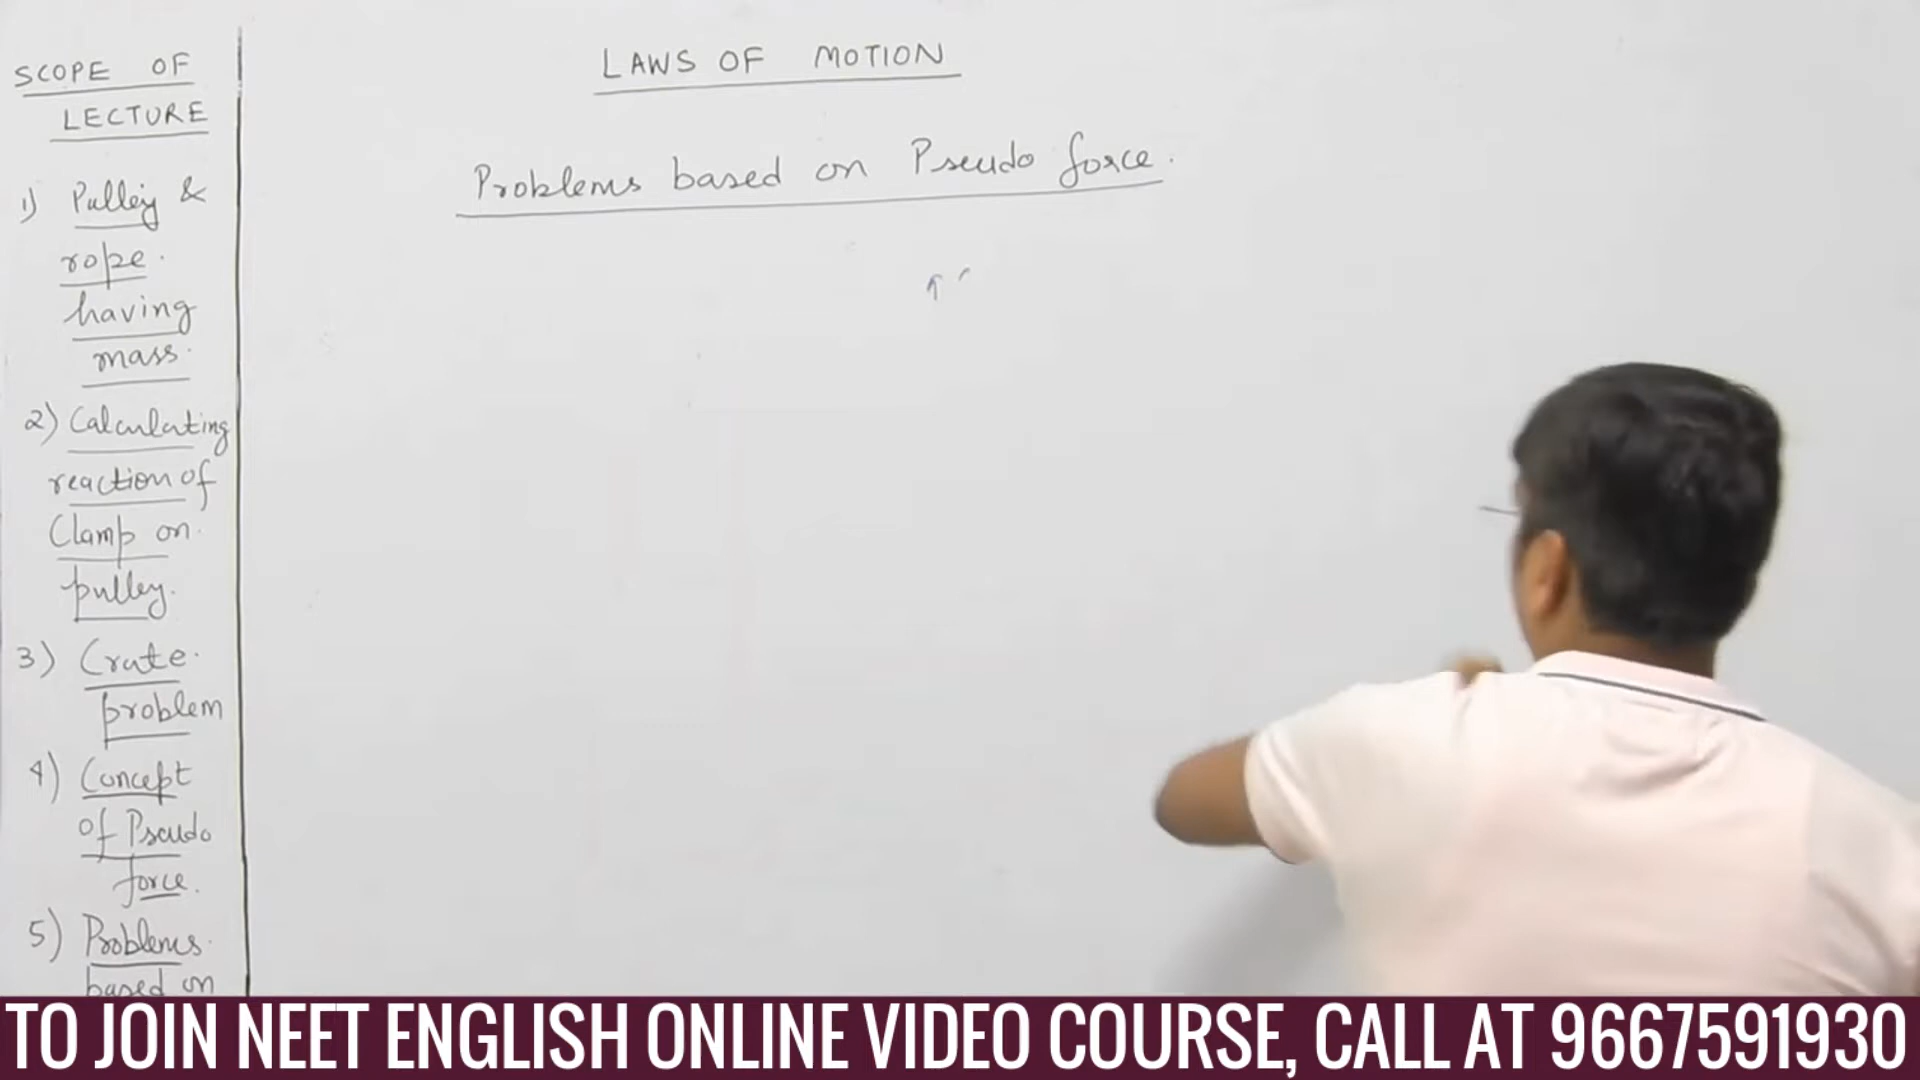 SCOPE OF
LECTURE
1) Pulley &
rope.
having
mass.
2) Calculating
reaction of
Clamp on.
pulley.
3) Crate.
problem
4) Concept
of Pseudo
force.
5) Problems.
based on
LAWS OF MOTION
Problems based on Pseudo force.
TO JOIN NEET ENGLISH ONLINE VIDEO COURSE, CALL AT 9667591930